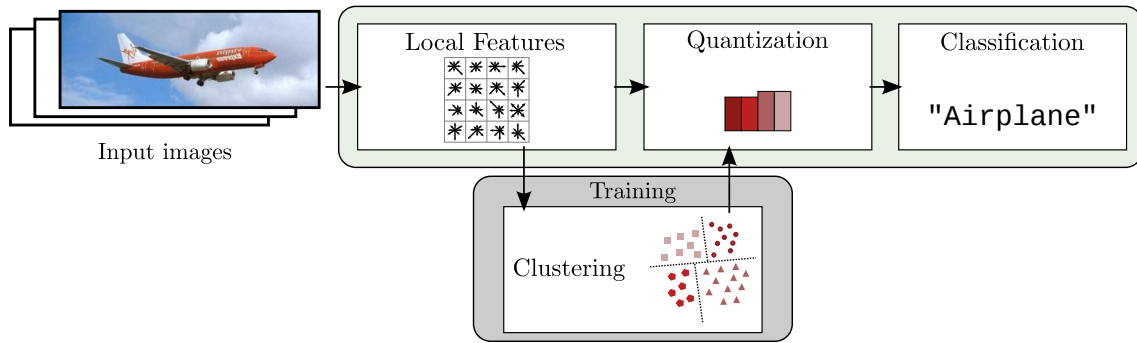 Local Features
Quantization
Classification
"Airplane"
Input images
Training
Clustering